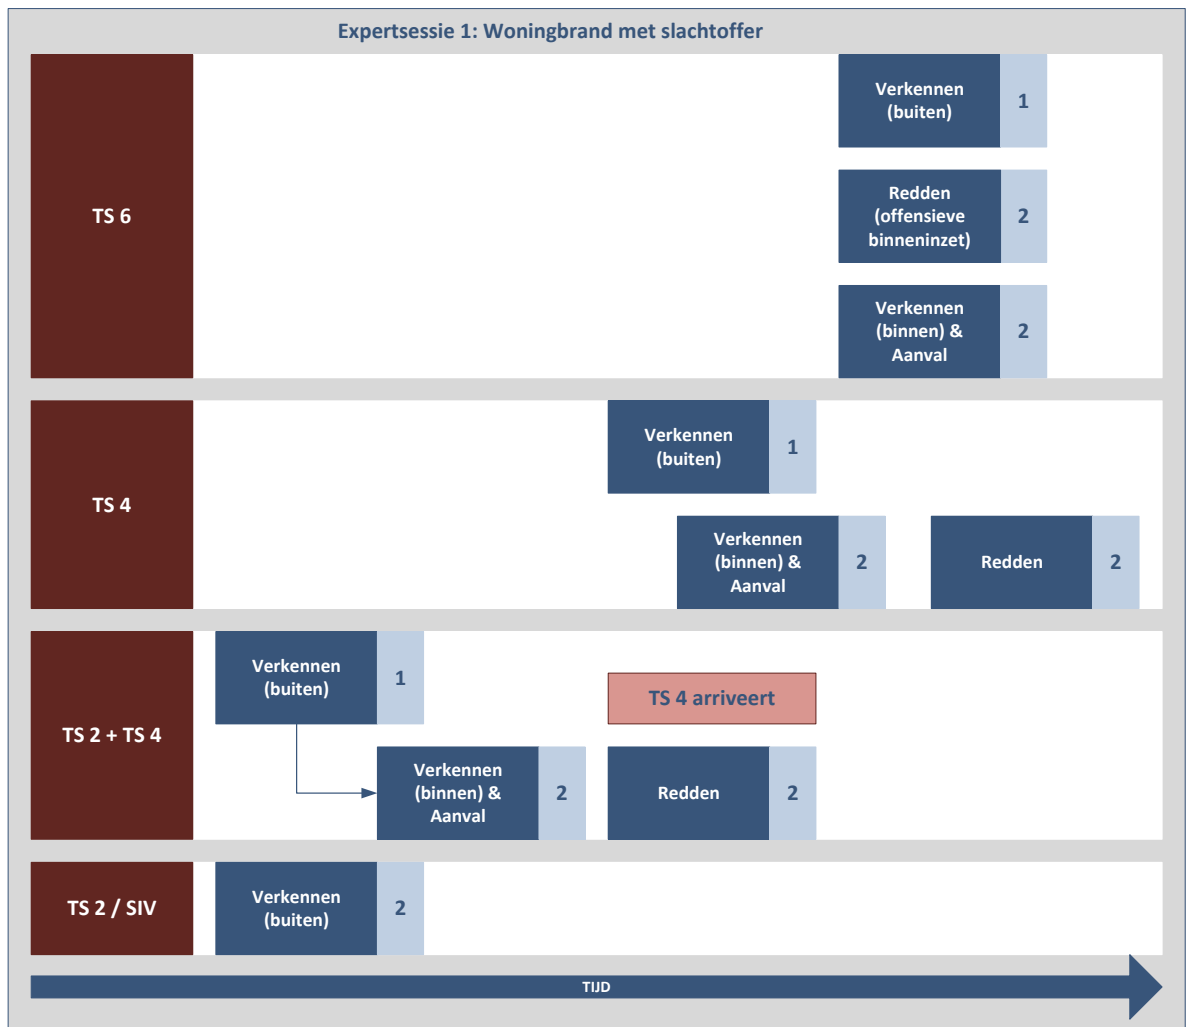 Expertsessie 1: Woningbrand met slachtoffer
TS 6
Verkennen
(buiten)
1
Redden
(offensieve
binneninzet)
2
Verkennen
(binnen) &
Aanval
2
TS 4
Verkennen
(buiten)
1
Verkennen
(binnen) &
Aanval
2
Redden
2
TS 2 + TS 4
Verkennen
(buiten)
1
TS 4 arriveert
Verkennen
(binnen) &
Aanval
2
Redden
2
TS 2 / SIV
Verkennen
(buiten)
2
TIJD